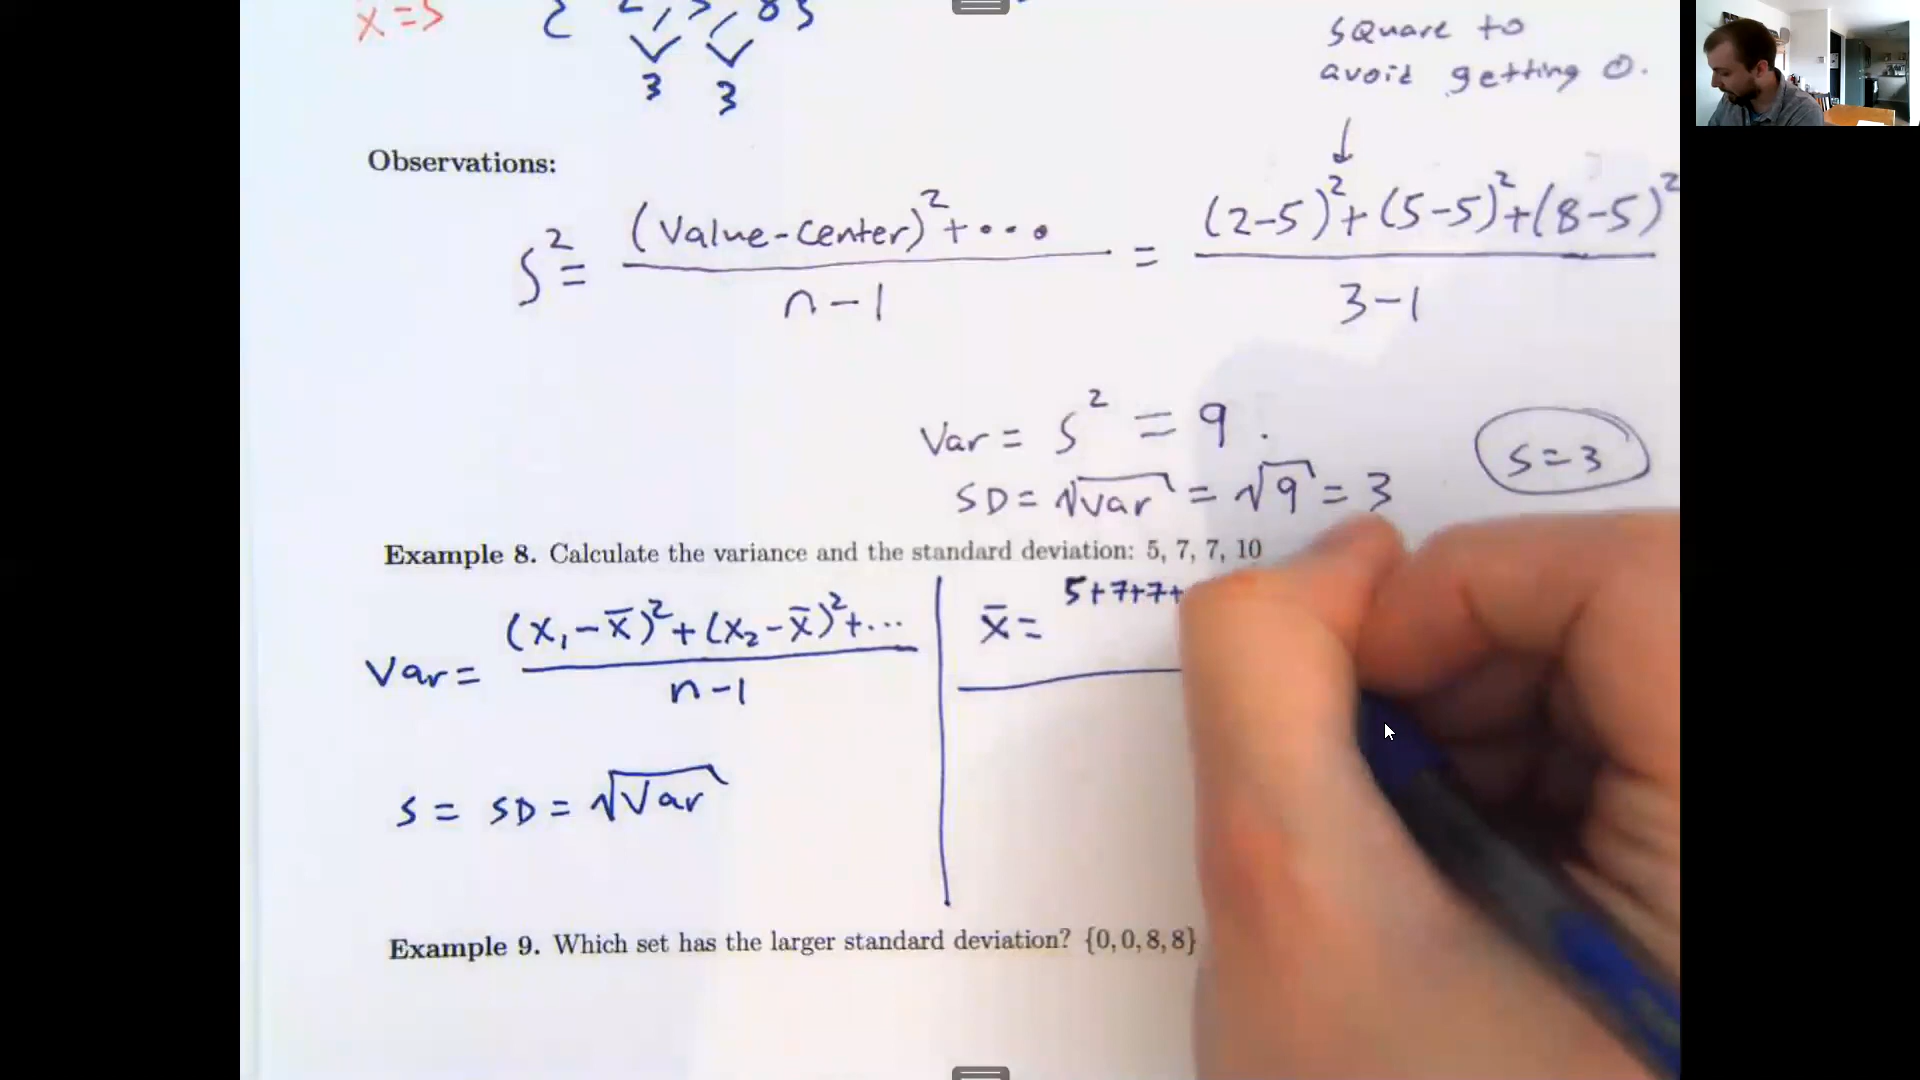 x̄ = 5 { 2, 5, 8 }
3 3
square to
avoid getting 0.
↓
Observations:
S² = (Value-center)² + ... / n-1 = (2-5)² + (5-5)² + (8-5)² / 3-1
Var = S² = 9.
S = 3
SD = √Var = √9 = 3
Example 8. Calculate the variance and the standard deviation: 5, 7, 7, 10
Var = (x₁ - x̄)² + (x₂ - x̄)² + ... / n-1
x̄ = 5+7+7+
S = SD = √Var
Example 9. Which set has the larger standard deviation? {0, 0, 8, 8}